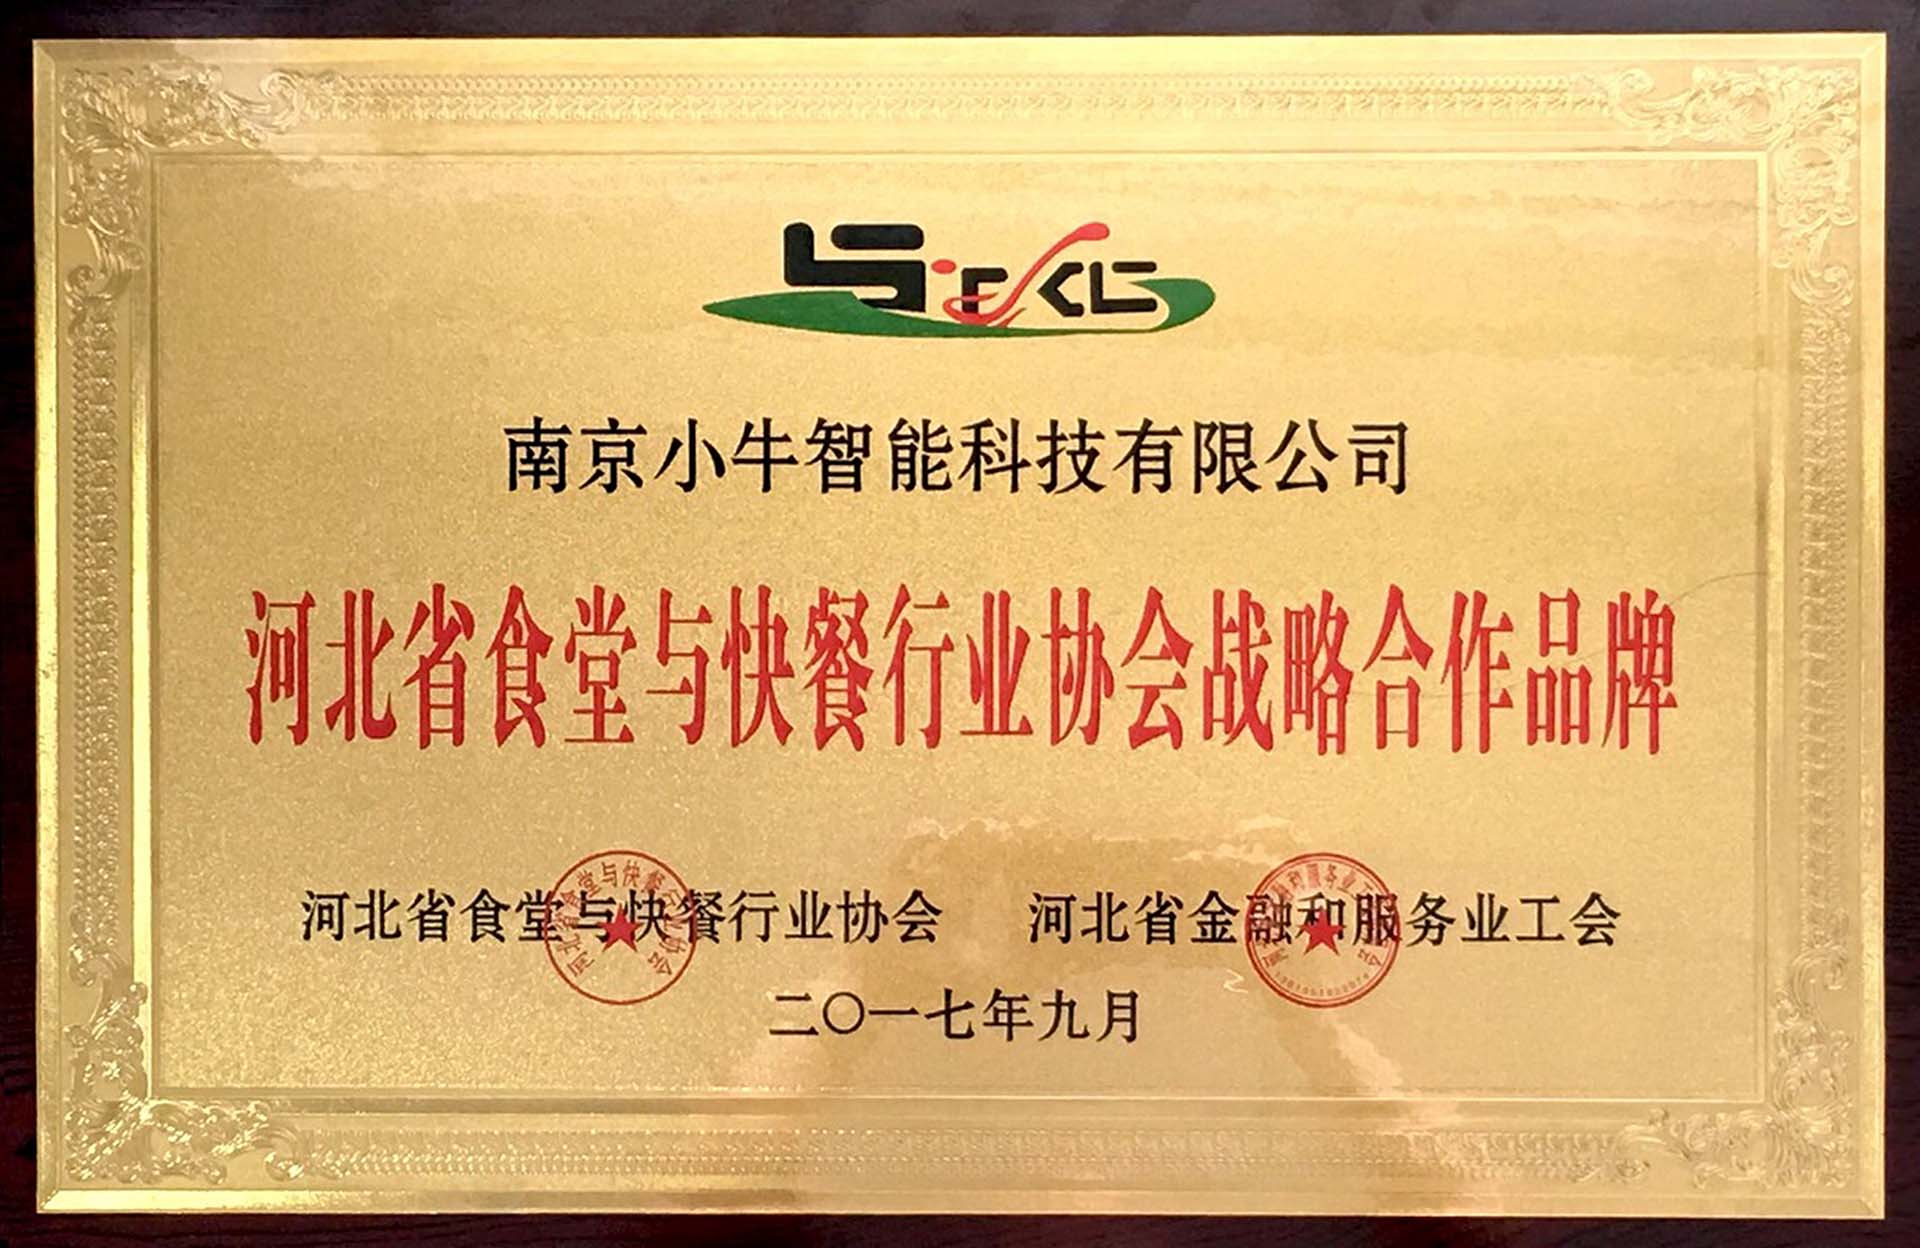 南京小牛智能科技有限公司
河北省食堂与快餐行业协会战略合作品牌
河北省食堂与快餐行业协会 河北省金融和服务业工会
二〇一七年九月